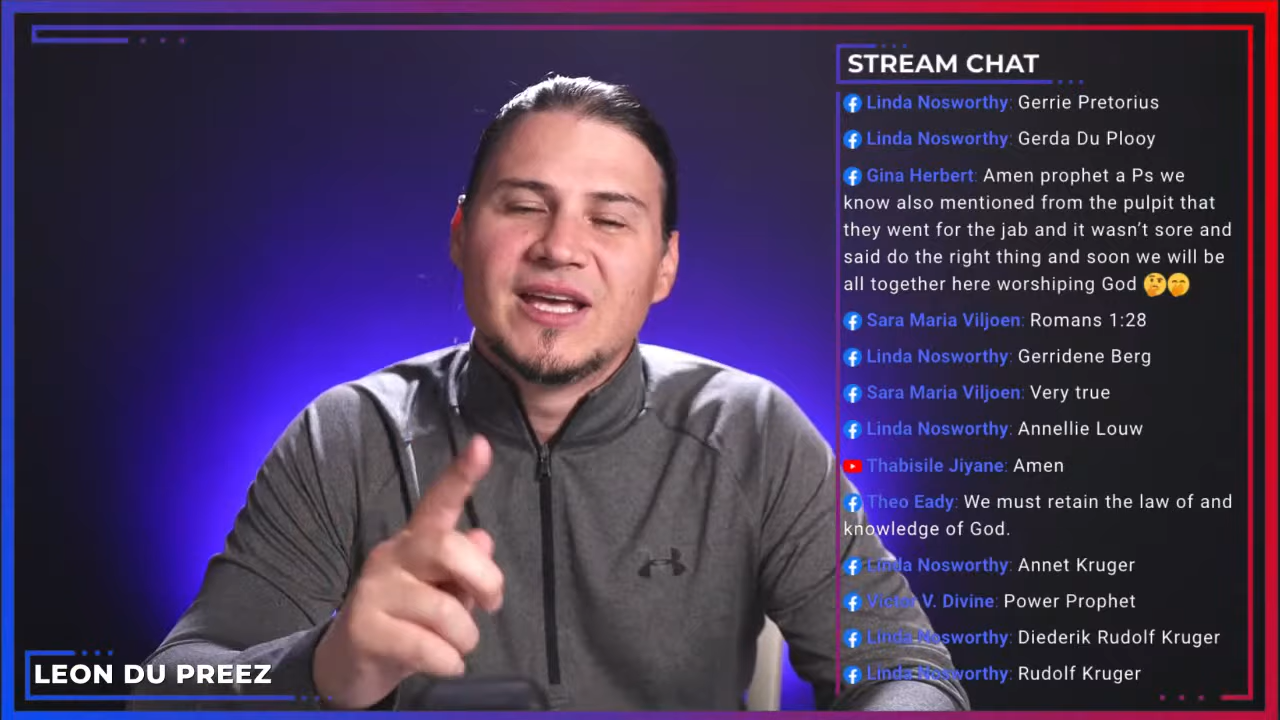 STREAM CHAT
Linda Nosworthy: Gerrie Pretorius
Linda Nosworthy: Gerda Du Plooy
Gina Herbert: Amen prophet a Ps we
know also mentioned from the pulpit that
they went for the jab and it wasn't sore and
said do the right thing and soon we will be
all together here worshiping God 🤔🤭
Sara Maria Viljoen: Romans 1:28
Linda Nosworthy: Gerridene Berg
Sara Maria Viljoen: Very true
Linda Nosworthy: Annellie Louw
Thabisile Jiyane: Amen
Theo Eady: We must retain the law of and
knowledge of God.
Linda Nosworthy: Annet Kruger
Victor V. Divine: Power Prophet
Linda Nosworthy: Diederik Rudolf Kruger
Linda Nosworthy: Rudolf Kruger
LEON DU PREEZ